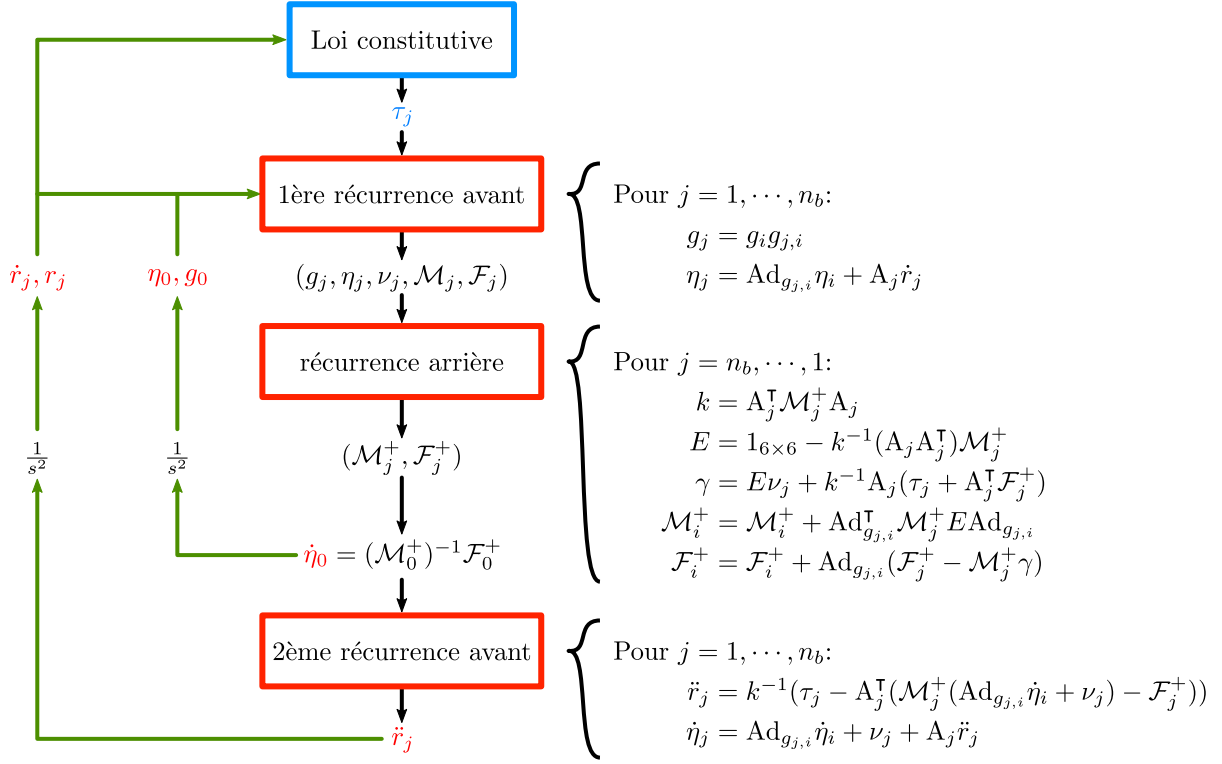 Loi constitutive
τ_j
1ère récurrence avant
Pour j = 1, ⋯, n_b:
g_j = g_i g_{j,i}
η_j = Ad_{g_{j,i}} η_i + A_j ṙ_j
ṙ_j, r_j
η_0, g_0
(g_j, η_j, ν_j, ℳ_j, ℱ_j)
récurrence arrière
Pour j = n_b, ⋯, 1:
k = A_j^⊺ ℳ_j^+ A_j
E = 1_{6×6} − k^{−1}(A_j A_j^⊺)ℳ_j^+
γ = Eν_j + k^{−1}A_j(τ_j + A_j^⊺ ℱ_j^+)
ℳ_i^+ = ℳ_i^+ + Ad_{g_{j,i}}^⊺ ℳ_j^+ E Ad_{g_{j,i}}
ℱ_i^+ = ℱ_i^+ + Ad_{g_{j,i}}(ℱ_j^+ − ℳ_j^+ γ)
1/s^2
1/s^2
(ℳ_j^+, ℱ_j^+)
η̇_0 = (ℳ_0^+)^{−1} ℱ_0^+
2ème récurrence avant
Pour j = 1, ⋯, n_b:
r̈_j = k^{−1}(τ_j − A_j^⊺(ℳ_j^+(Ad_{g_{j,i}} η̇_i + ν_j) − ℱ_j^+))
η̇_j = Ad_{g_{j,i}} η̇_i + ν_j + A_j r̈_j
r̈_j